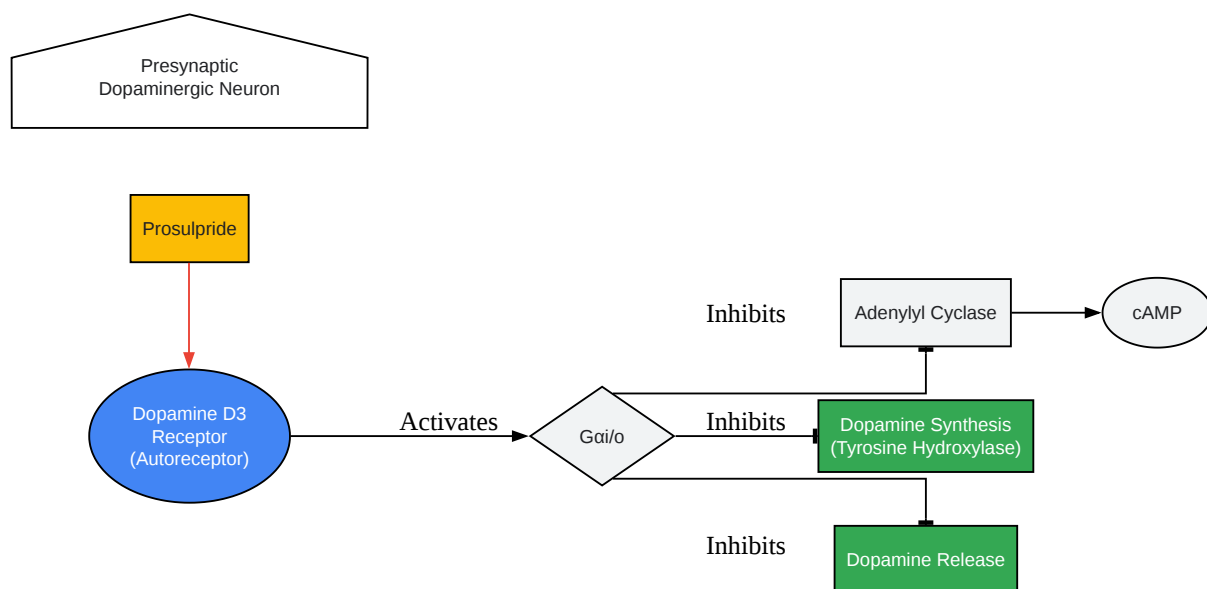 Presynaptic
Dopaminergic Neuron
Prosulpride
Dopamine D3
Receptor
(Autoreceptor)
Activates
Gαi/o
Inhibits
Adenylyl Cyclase
cAMP
Inhibits
Dopamine Synthesis
(Tyrosine Hydroxylase)
Inhibits
Dopamine Release